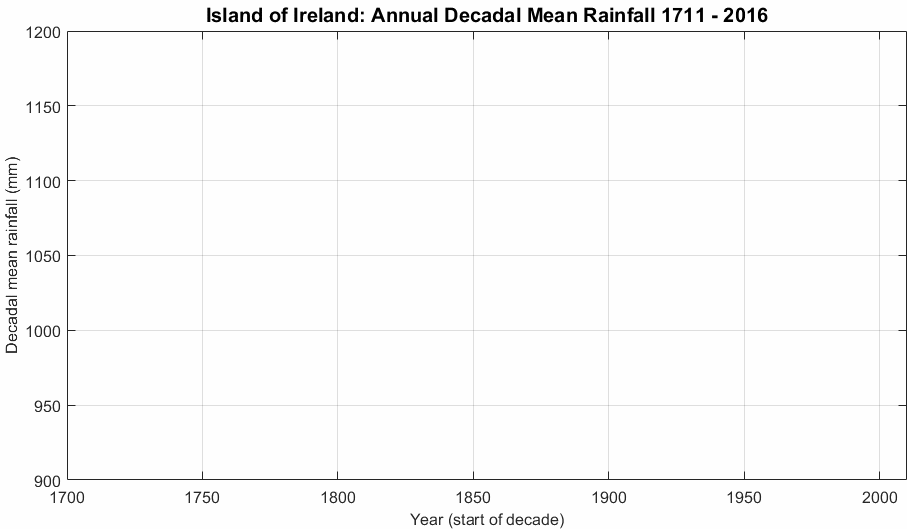 Island of Ireland: Annual Decadal Mean Rainfall 1711 - 2016
1200
1150
1100
1050
1000
950
900
Decadal mean rainfall (mm)
1700 1750 1800 1850 1900 1950 2000
Year (start of decade)